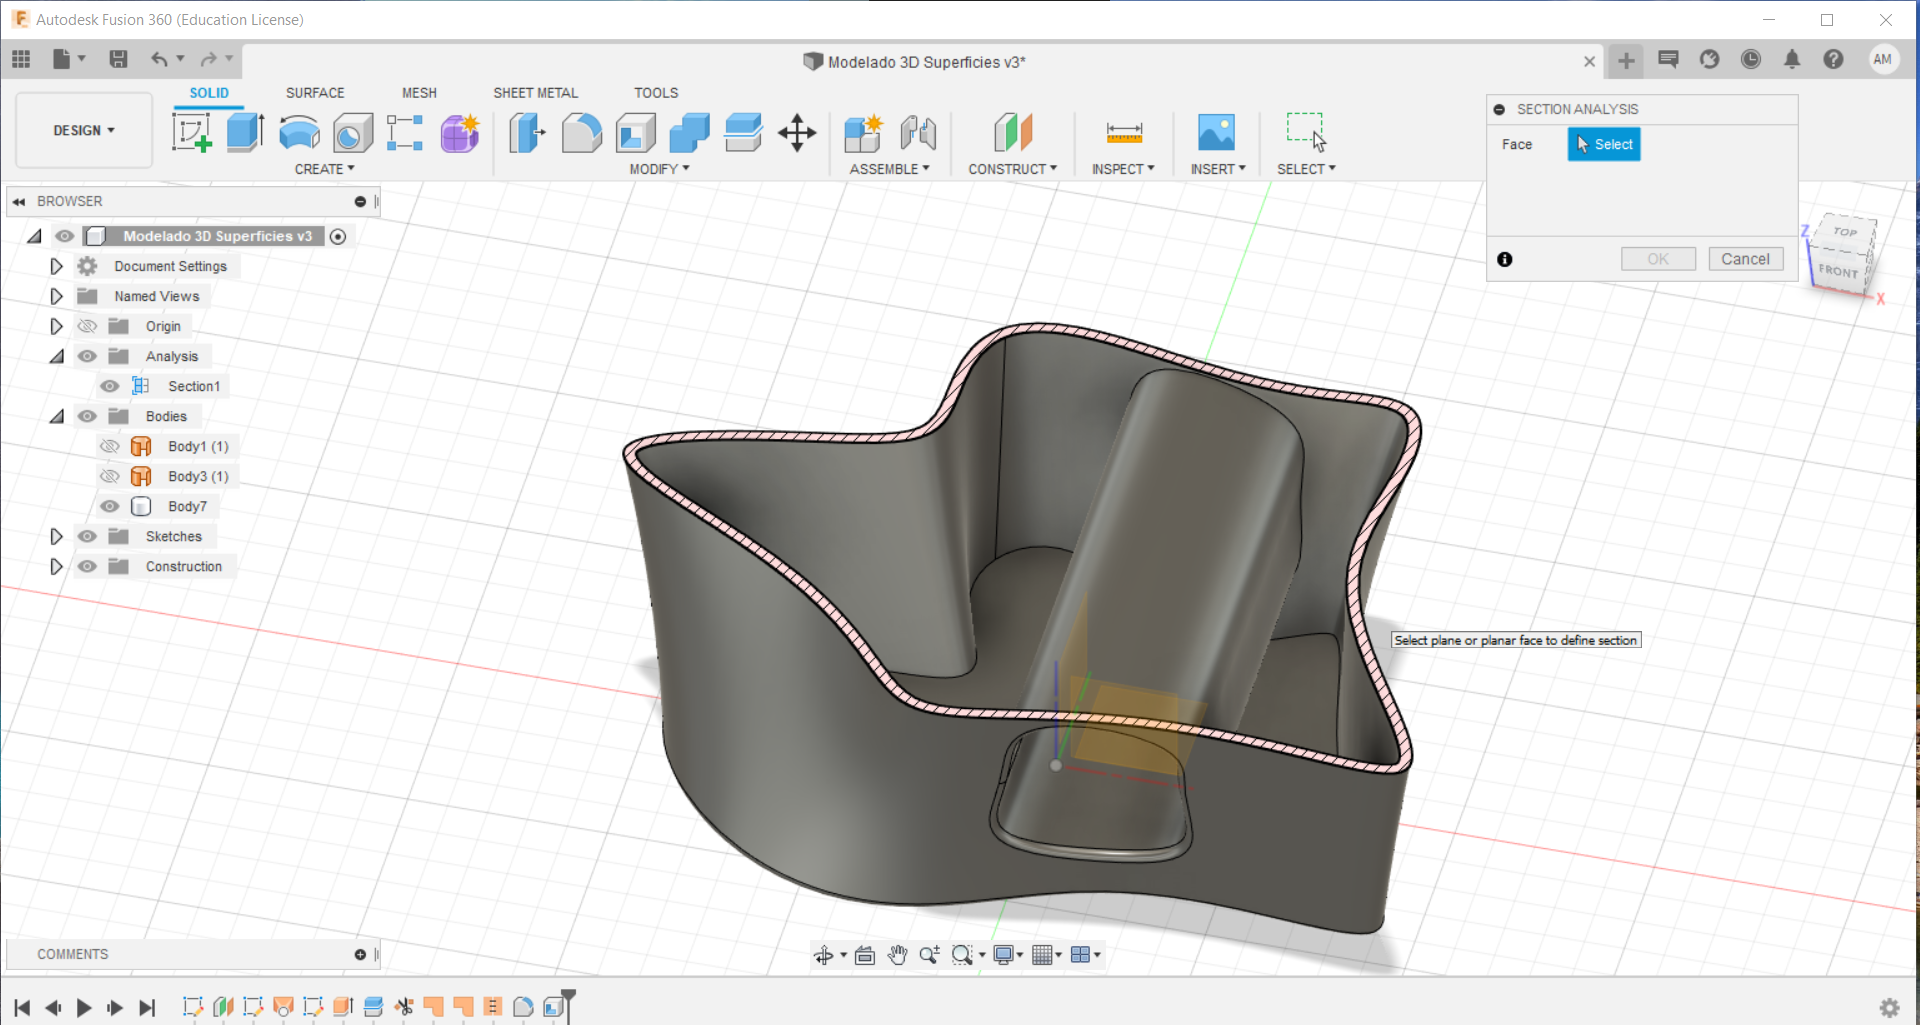 Autodesk Fusion 360 (Education License)
Modelado 3D Superficies v3*
AM
DESIGN
SOLID
SURFACE
MESH
SHEET METAL
TOOLS
CREATE
MODIFY
ASSEMBLE
CONSTRUCT
INSPECT
INSERT
SELECT
SECTION ANALYSIS
Face
Select
OK
Cancel
BROWSER
Modelado 3D Superficies v3
Document Settings
Named Views
Origin
Analysis
Section1
Bodies
Body1 (1)
Body3 (1)
Body7
Sketches
Construction
Z
TOP
FRONT
X
Select plane or planar face to define section
COMMENTS